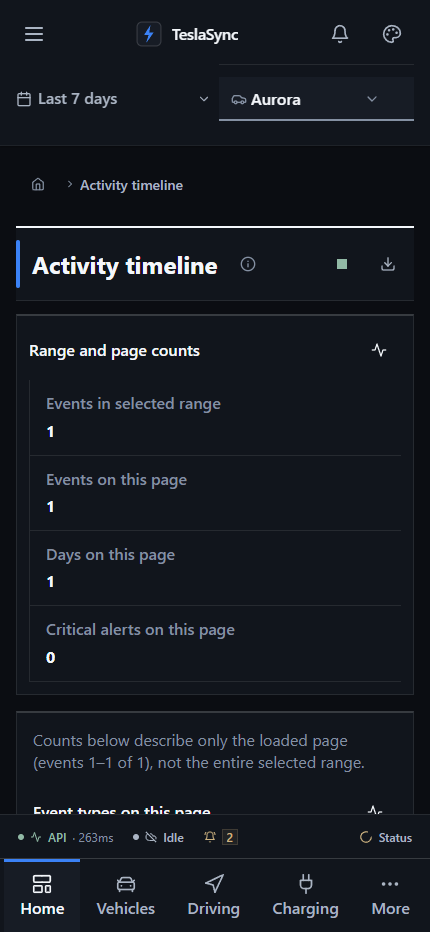 TeslaSync
Last 7 days
Aurora
Activity timeline
Activity timeline
Range and page counts
Events in selected range
1
Events on this page
1
Days on this page
1
Critical alerts on this page
0
Counts below describe only the loaded page
(events 1–1 of 1), not the entire selected range.
Event types on this page
API · 263ms Idle 2 Status
Home Vehicles Driving Charging More